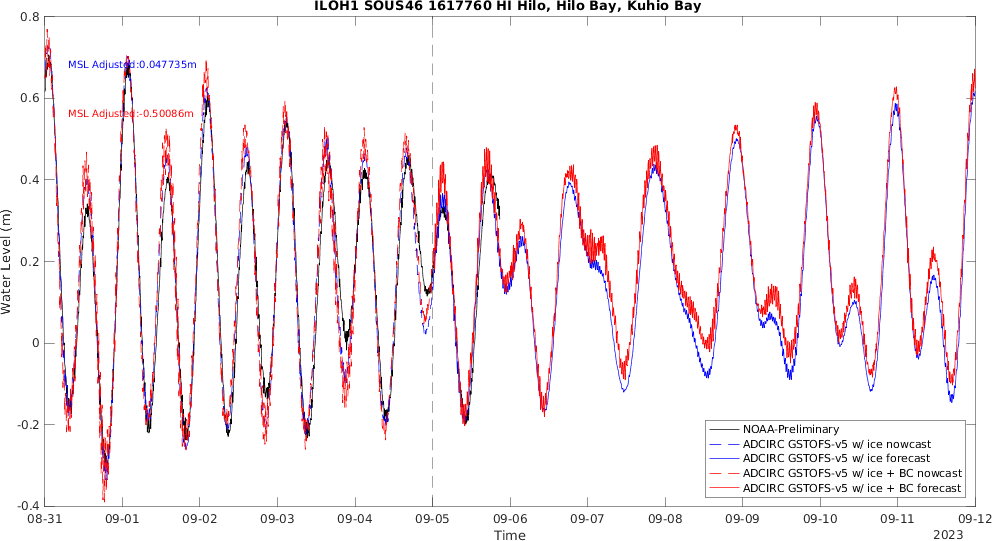 ILOH1 SOUS46 1617760 HI Hilo, Hilo Bay, Kuhio Bay
MSL Adjusted:0.047735m
MSL Adjusted:-0.50086m
Water Level (m)
0.8
0.6
0.4
0.2
0
-0.2
-0.4
NOAA-Preliminary
ADCIRC GSTOFS-v5 w/ ice nowcast
ADCIRC GSTOFS-v5 w/ ice forecast
ADCIRC GSTOFS-v5 w/ ice + BC nowcast
ADCIRC GSTOFS-v5 w/ ice + BC forecast
08-31 09-01 09-02 09-03 09-04 09-05 09-06 09-07 09-08 09-09 09-10 09-11 09-12
Time
2023